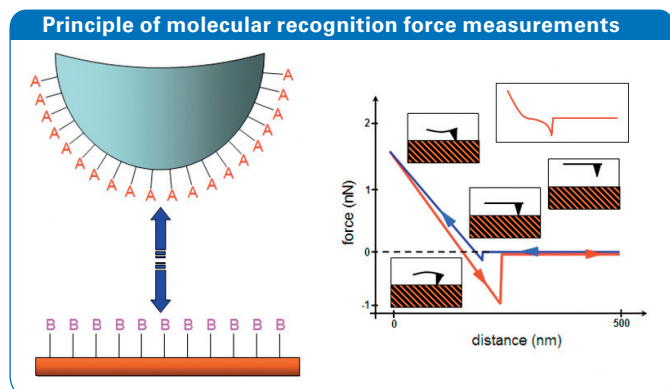 Principle of molecular recognition force measurements
A A A A A A A A A A A A A A A A A A A
B B B B B B B B B B B
force (nN)
2
1
0
-1
0
500
distance (nm)